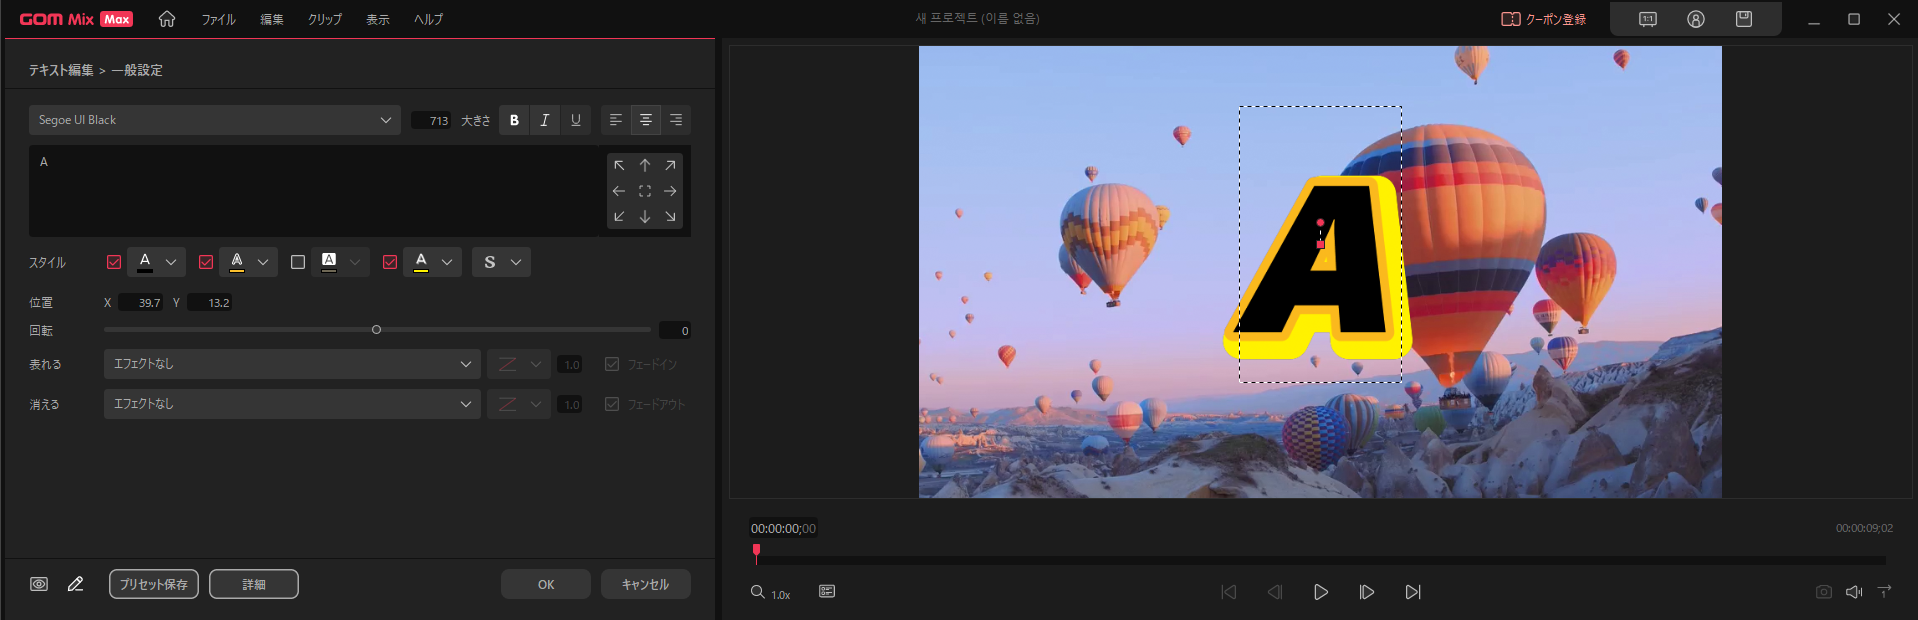 GOM Mix Max
ファイル 編集 クリップ 表示 ヘルプ
새 프로젝트 (이름 없음)
クーポン登録
1:1
テキスト編集 > 一般設定
Segoe UI Black
713 大きさ B I U
A
スタイル A A A A S
位置 X 39.7 Y 13.2
回転 0
表れる エフェクトなし 1.0 フェードイン
消える エフェクトなし 1.0 フェードアウト
プリセット保存 詳細 OK キャンセル
A
00:00:00;00
00:00:09;02
1.0x
1